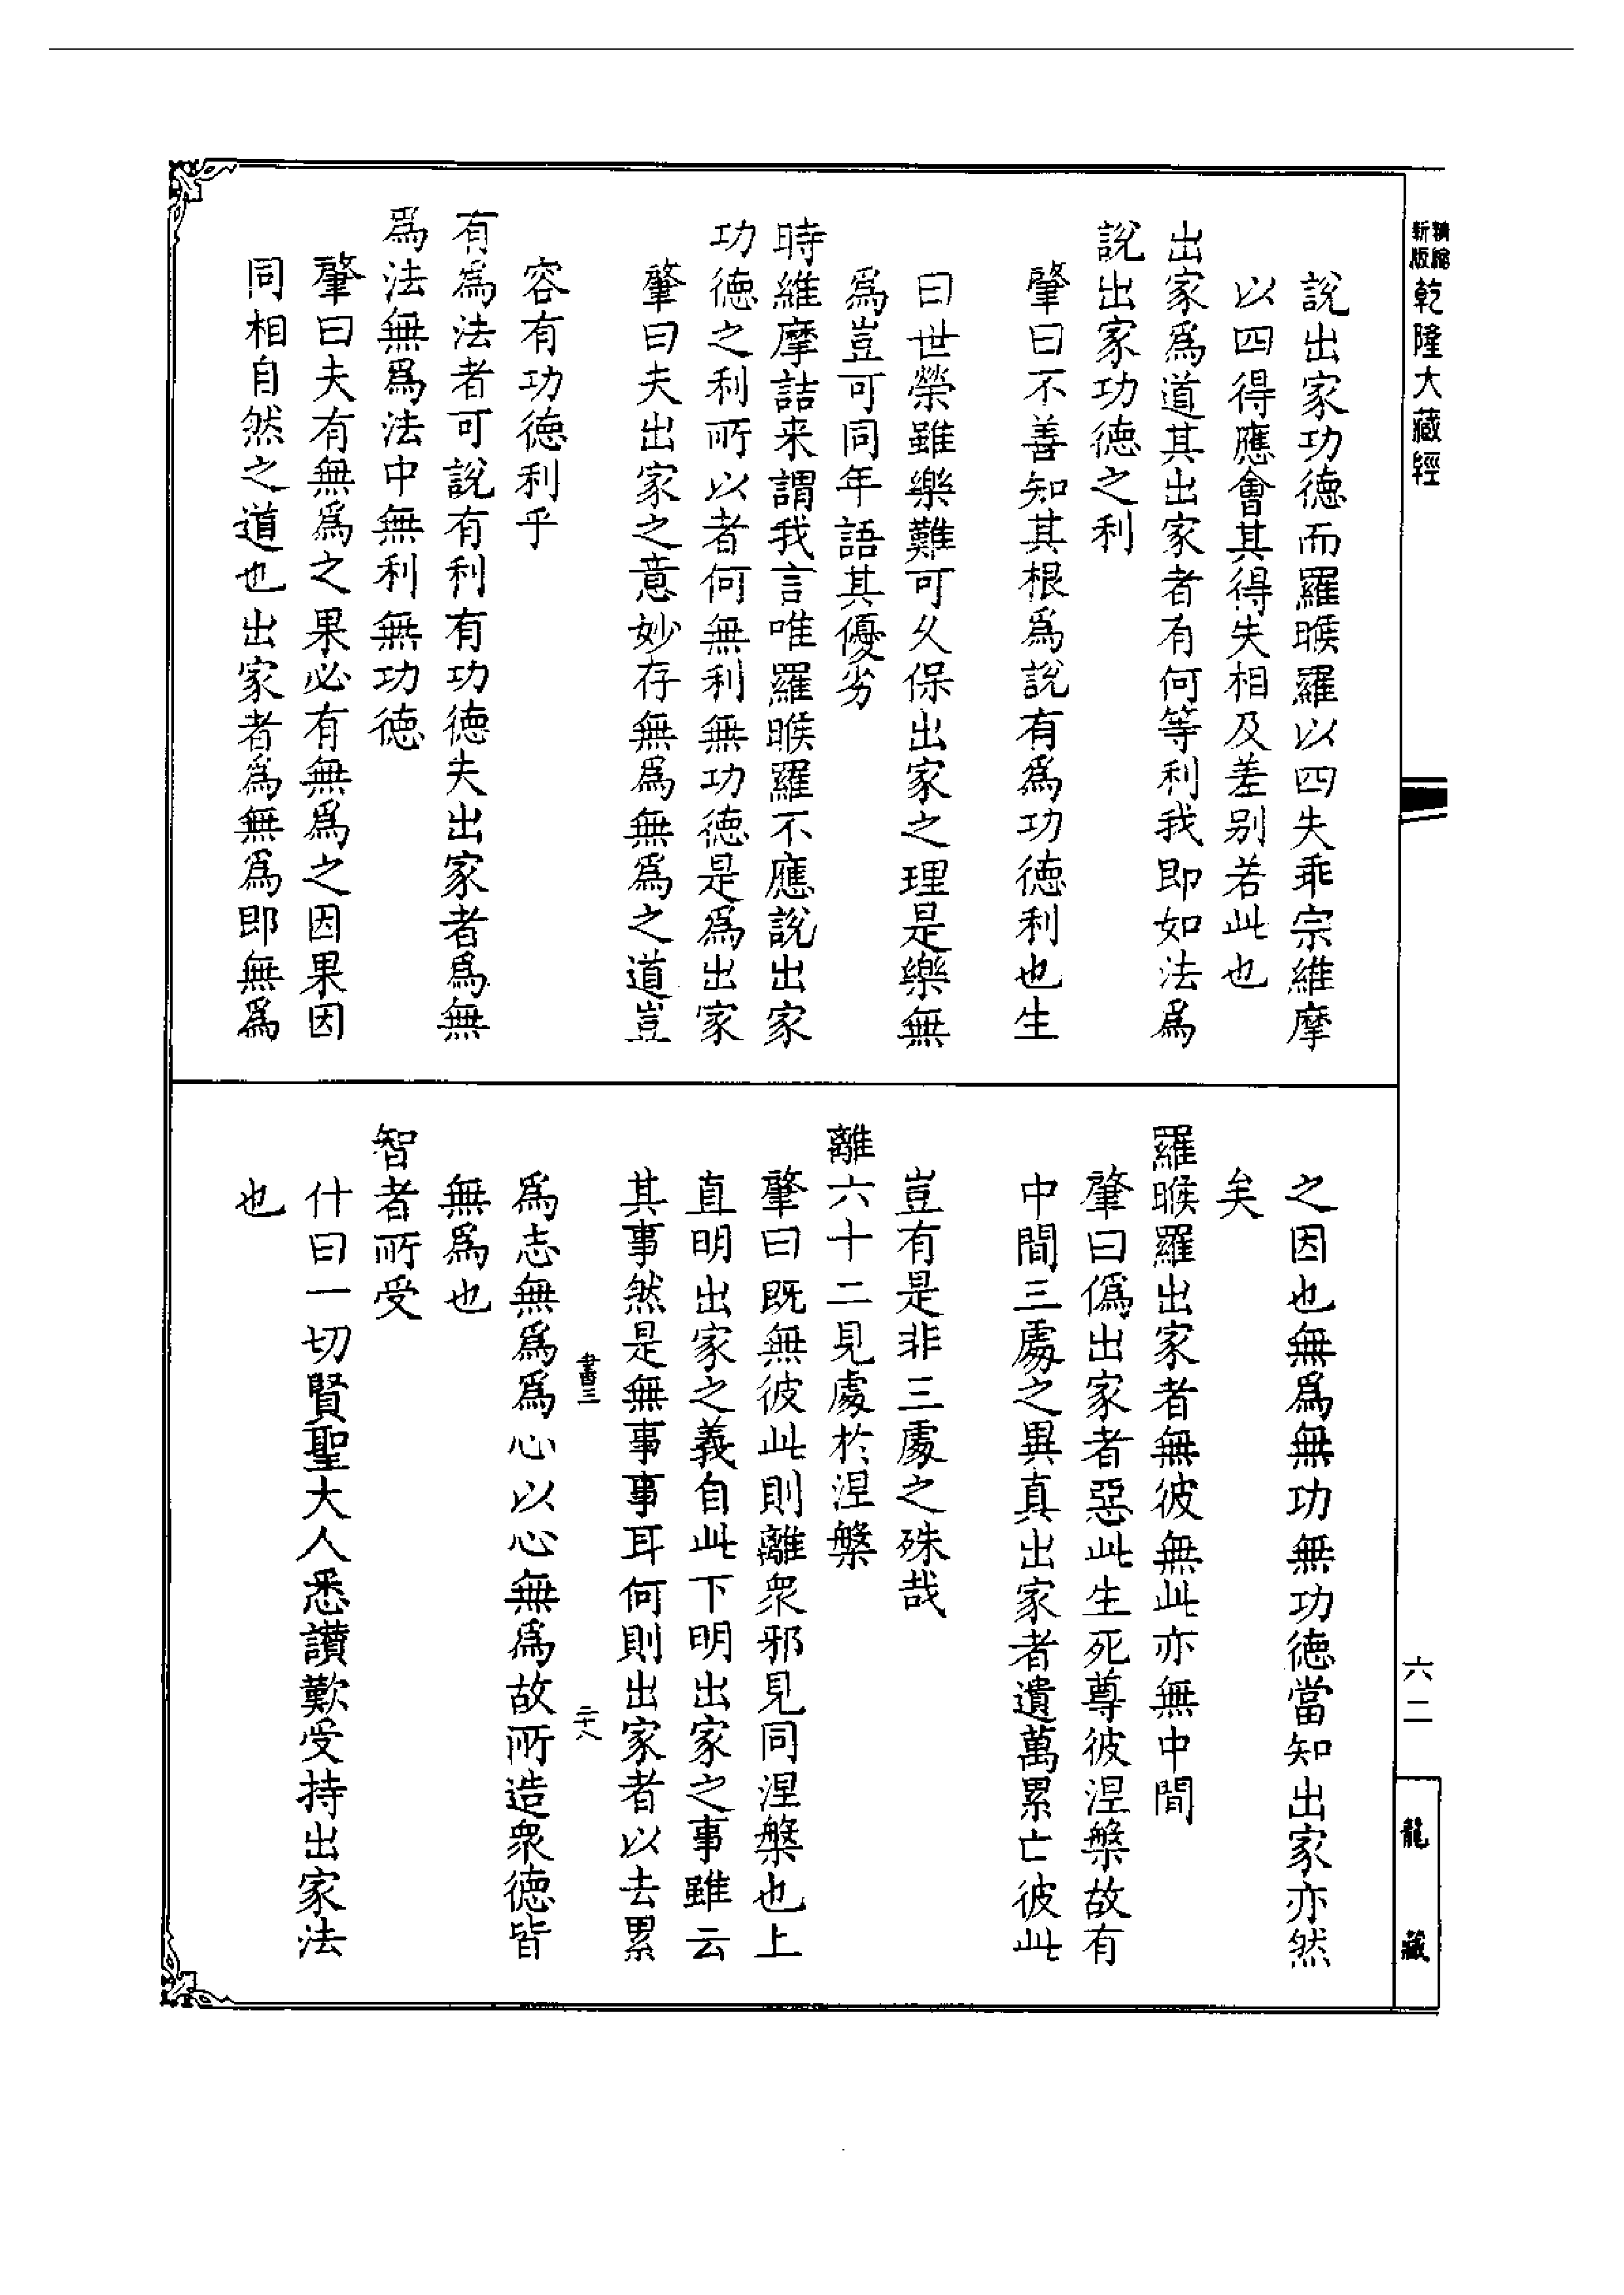 精縮
新版
乾隆大藏經
說出家功德而羅睺羅以四失乖宗維摩
以四得應會其得失相及差別若此也
出家爲道其出家者有何等利我即如法爲
說出家功德之利
肇曰不善知其根爲說有爲功德利也生
曰世榮雖樂難可久保出家之理是樂無
爲豈可同年語其優劣
時維摩詰来謂我言唯羅睺羅不應說出家
功德之利所以者何無利無功德是爲出家
肇曰夫出家之意妙存無爲無爲之道豈
容有功德利乎
有爲法者可說有利有功德夫出家者爲無
爲法無爲法中無利無功德
肇曰夫有無爲之果必有無爲之因果因
同相自然之道也出家者爲無爲即無爲
之因也無爲無功無功德當知出家亦然
矣
羅睺羅出家者無彼無此亦無中間
肇曰僞出家者惡此生死尊彼涅槃故有
中間三處之異真出家者遺萬累亡彼此
豈有是非三處之殊哉
離六十二見處於涅槃
肇曰既無彼此則離衆邪見同涅槃也上
直明出家之義自此下明出家之事雖云
其事然是無事事事耳何則出家者以去累
書三
二十八
爲志無爲爲心以心無爲故所造衆德皆
無爲也
智者所受
什曰一切賢聖大人悉讃歎受持出家法
也
六二
龍藏